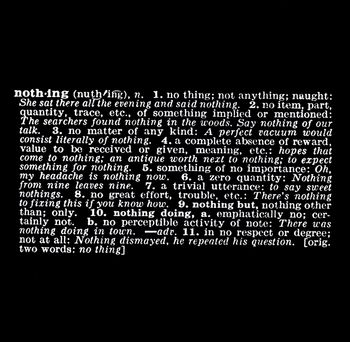 noth·ing (nuth′ing), n. 1. no thing; not anything; naught:
She sat there all the evening and said nothing. 2. no item, part,
quantity, trace, etc., of something implied or mentioned:
The searchers found nothing in the woods. Say nothing of our
talk. 3. no matter of any kind: A perfect vacuum would
consist literally of nothing. 4. a complete absence of reward,
value to be received or given, meaning, etc.: hopes that
come to nothing; an antique worth next to nothing; to expect
something for nothing. 5. something of no importance: Oh,
my headache is nothing now. 6. a zero quantity: Nothing
from nine leaves nine. 7. a trivial utterance: to say sweet
nothings. 8. no great effort, trouble, etc.: There's nothing
to fixing this if you know how. 9. nothing but, nothing other
than; only. 10. nothing doing, a. emphatically no; cer-
tainly not. b. no perceptible activity of note: There was
nothing doing in town. —adv. 11. in no respect or degree;
not at all: Nothing dismayed, he repeated his question. [orig.
two words: no thing]